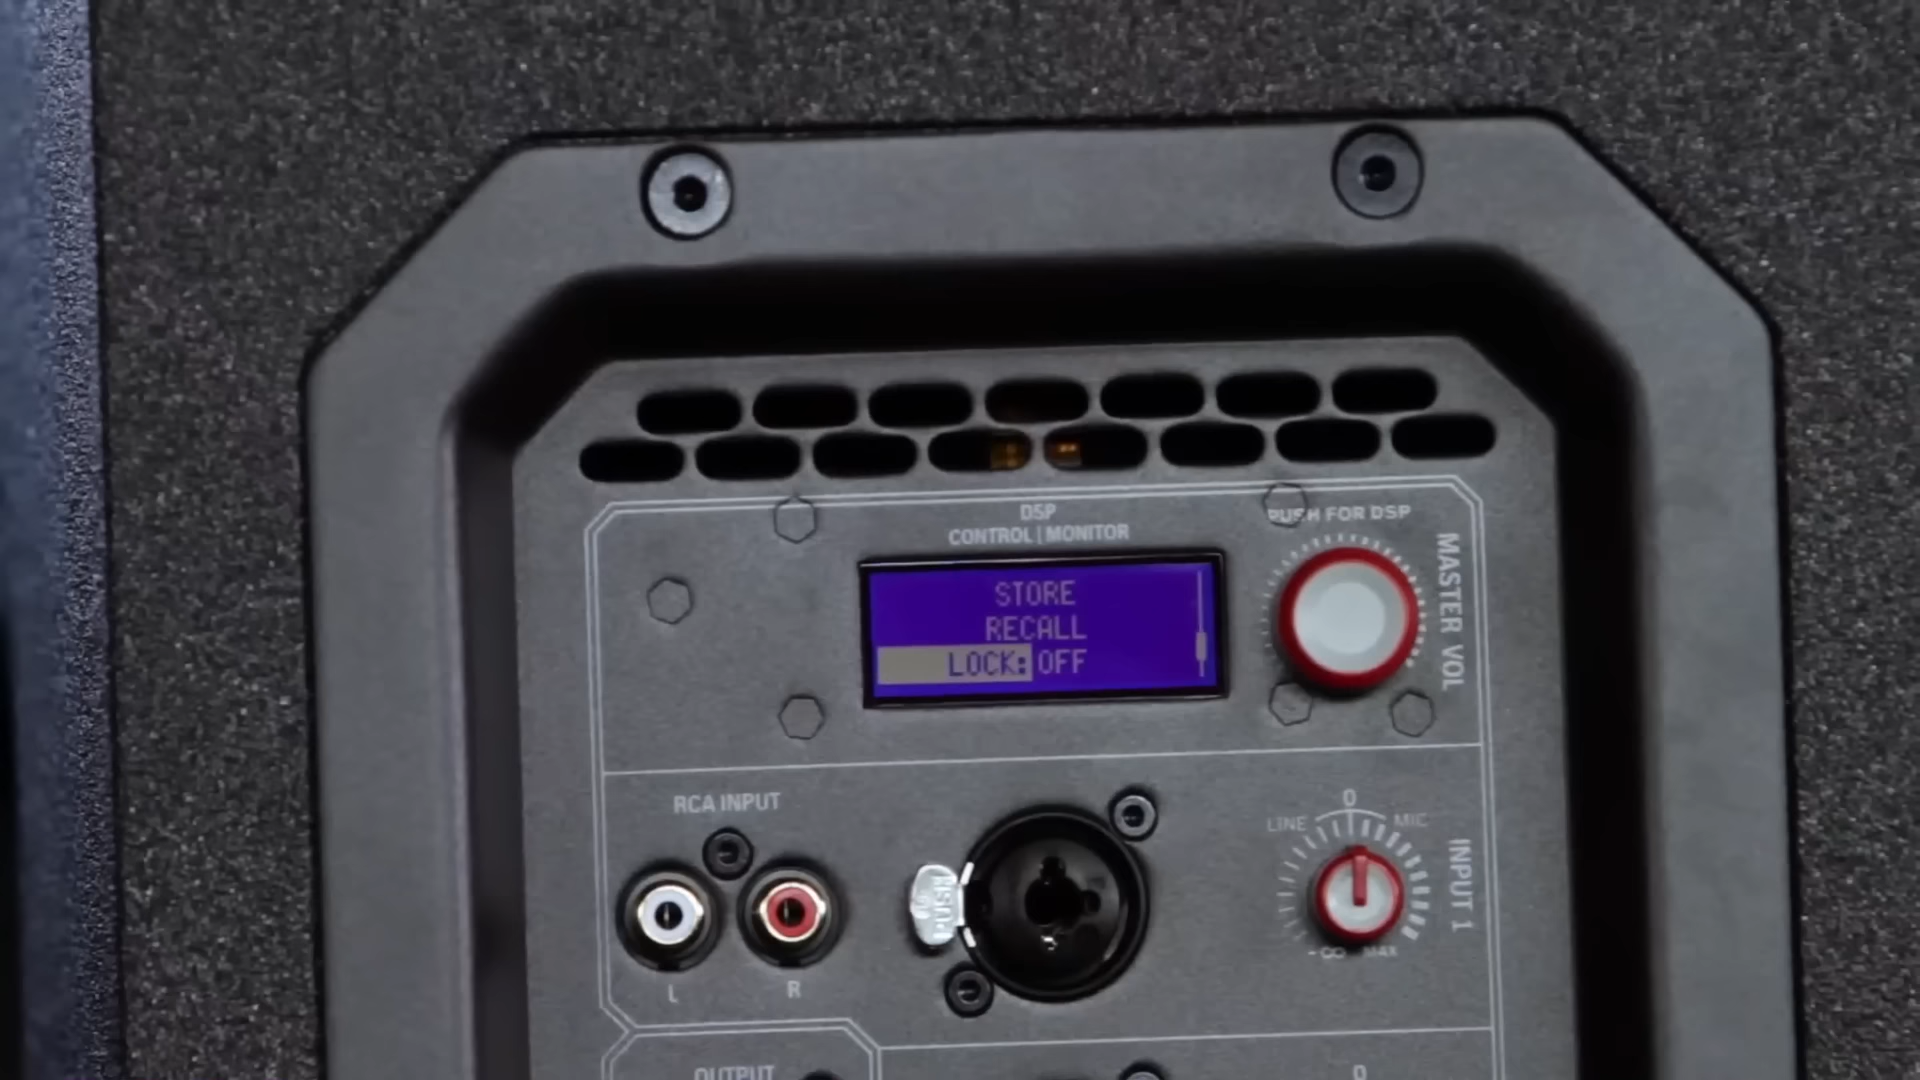 DSP
CONTROL | MONITOR
PUSH FOR DSP
STORE
RECALL
LOCK: OFF
MASTER VOL
RCA INPUT
L
R
PUSH
0
LINE
MIC
-∞
MAX
INPUT 1
OUTPUT
0